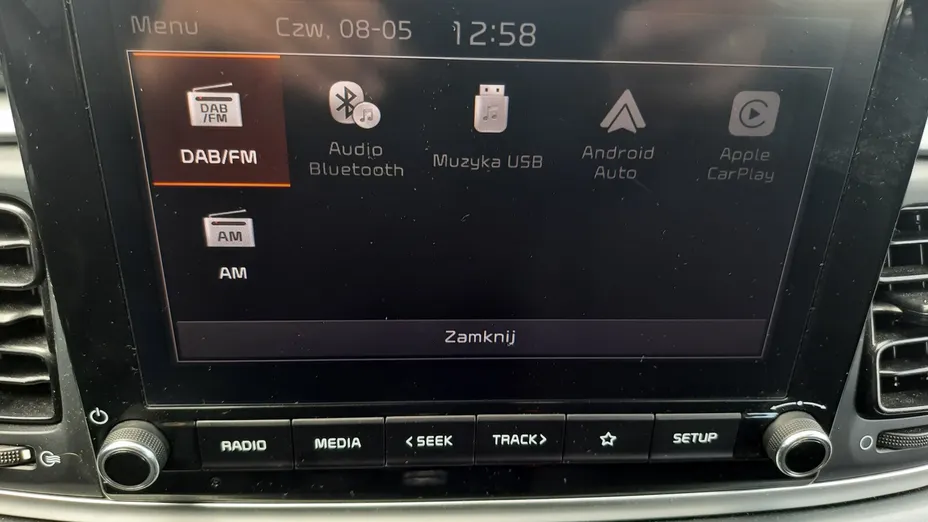 Menu Czw, 08-05 12:58
DAB
/FM
DAB/FM
Audio
Bluetooth
Muzyka USB
Android
Auto
Apple
CarPlay
AM
AM
Zamknij
RADIO MEDIA <SEEK TRACK> SETUP